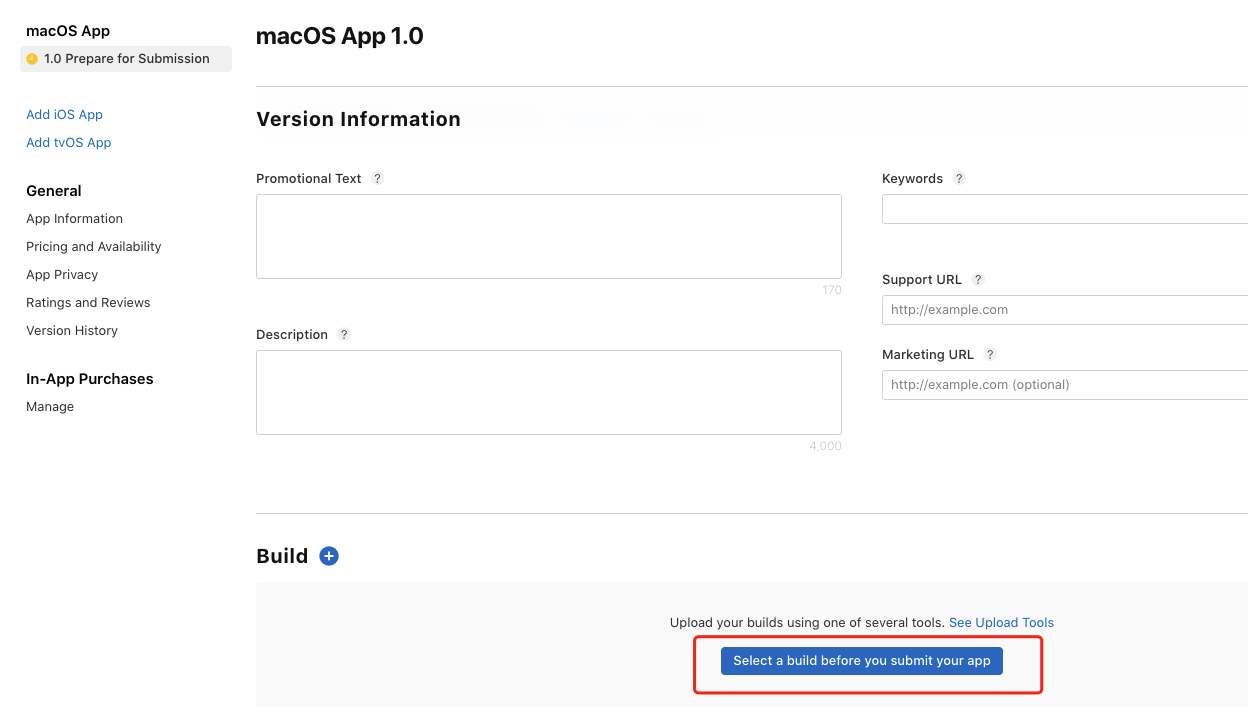 macOS App
1.0 Prepare for Submission
Add iOS App
Add tvOS App
General
App Information
Pricing and Availability
App Privacy
Ratings and Reviews
Version History
In-App Purchases
Manage
macOS App 1.0
Version Information
Promotional Text ?
170
Description ?
4,000
Keywords ?
Support URL ?
http://example.com
Marketing URL ?
http://example.com (optional)
Build +
Upload your builds using one of several tools. See Upload Tools
Select a build before you submit your app